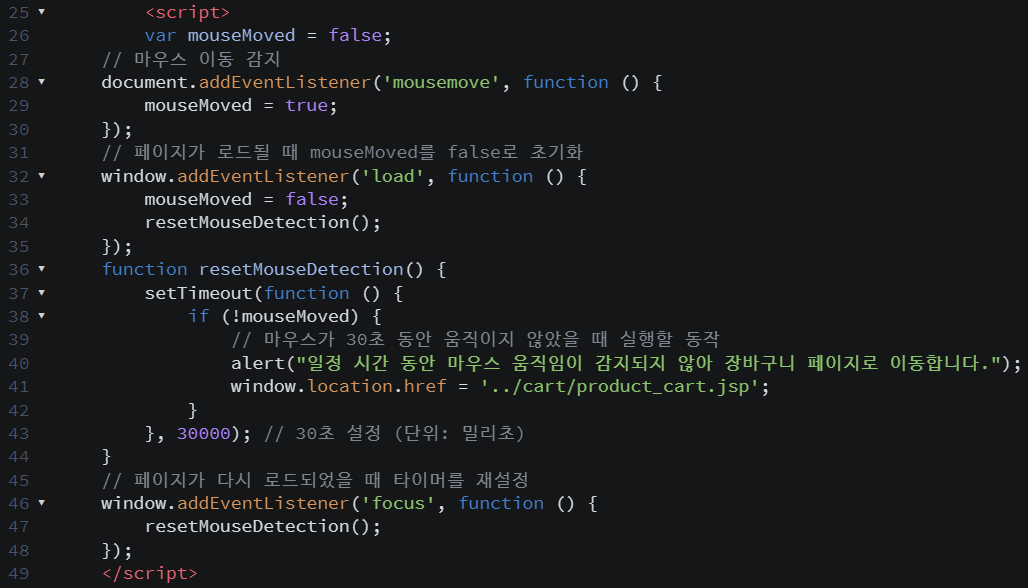 25 <script>
26 var mouseMoved = false;
27 // 마우스 이동 감지
28 document.addEventListener('mousemove', function () {
29 mouseMoved = true;
30 });
31 // 페이지가 로드될 때 mouseMoved를 false로 초기화
32 window.addEventListener('load', function () {
33 mouseMoved = false;
34 resetMouseDetection();
35 });
36 function resetMouseDetection() {
37 setTimeout(function () {
38 if (!mouseMoved) {
39 // 마우스가 30초 동안 움직이지 않았을 때 실행할 동작
40 alert("일정 시간 동안 마우스 움직임이 감지되지 않아 장바구니 페이지로 이동합니다.");
41 window.location.href = '../cart/product_cart.jsp';
42 }
43 }, 30000); // 30초 설정 (단위: 밀리초)
44 }
45 // 페이지가 다시 로드되었을 때 타이머를 재설정
46 window.addEventListener('focus', function () {
47 resetMouseDetection();
48 });
49 </script>